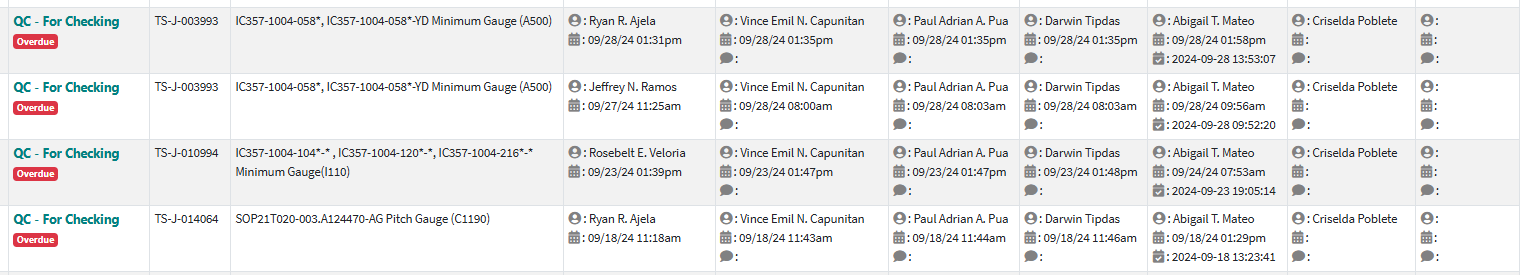 QC - For Checking
Overdue
TS-J-003993
IC357-1004-058*, IC357-1004-058*-YD Minimum Gauge (A500)
: Ryan R. Ajela
: 09/28/24 01:31pm
: Vince Emil N. Capunitan
: 09/28/24 01:35pm
:
: Paul Adrian A. Pua
: 09/28/24 01:35pm
:
: Darwin Tipdas
: 09/28/24 01:35pm
:
: Abigail T. Mateo
: 09/28/24 01:58pm
: 2024-09-28 13:53:07
: Criselda Poblete
:
:
:
:
:
QC - For Checking
Overdue
TS-J-003993
IC357-1004-058*, IC357-1004-058*-YD Minimum Gauge (A500)
: Jeffrey N. Ramos
: 09/27/24 11:25am
: Vince Emil N. Capunitan
: 09/28/24 08:00am
:
: Paul Adrian A. Pua
: 09/28/24 08:03am
:
: Darwin Tipdas
: 09/28/24 08:03am
:
: Abigail T. Mateo
: 09/28/24 09:56am
: 2024-09-28 09:52:20
: Criselda Poblete
:
:
:
:
:
QC - For Checking
Overdue
TS-J-010994
IC357-1004-104*-* , IC357-1004-120*-*, IC357-1004-216*-*
Minimum Gauge(I110)
: Rosebelt E. Veloria
: 09/23/24 01:39pm
: Vince Emil N. Capunitan
: 09/23/24 01:47pm
:
: Paul Adrian A. Pua
: 09/23/24 01:47pm
:
: Darwin Tipdas
: 09/23/24 01:48pm
:
: Abigail T. Mateo
: 09/24/24 07:53am
: 2024-09-23 19:05:14
: Criselda Poblete
:
:
:
:
:
QC - For Checking
Overdue
TS-J-014064
SOP21T020-003.A124470-AG Pitch Gauge (C1190)
: Ryan R. Ajela
: 09/18/24 11:18am
: Vince Emil N. Capunitan
: 09/18/24 11:43am
:
: Paul Adrian A. Pua
: 09/18/24 11:44am
:
: Darwin Tipdas
: 09/18/24 11:46am
:
: Abigail T. Mateo
: 09/18/24 01:29pm
: 2024-09-18 13:23:41
: Criselda Poblete
:
:
:
:
: